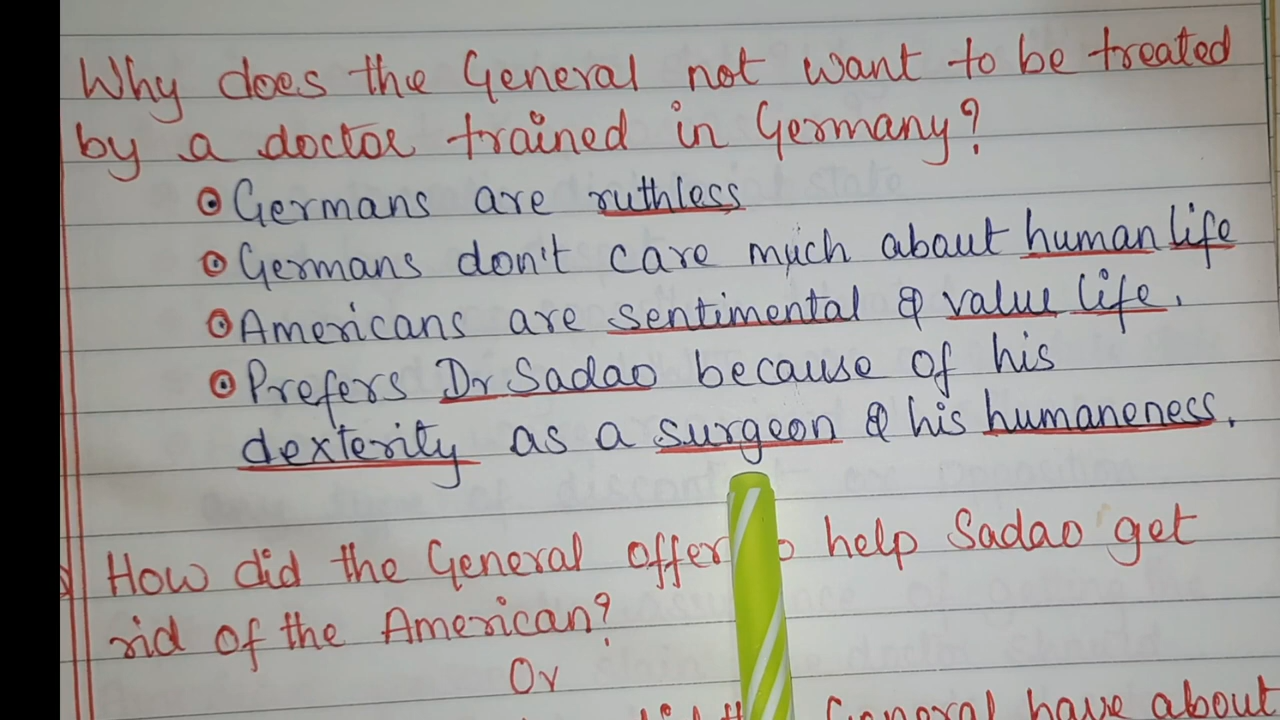 Why does the General not want to be treated
by a doctor trained in Germany?
Germans are ruthless
Germans don't care much about human life
Americans are sentimental & value life.
Prefers Dr Sadao because of his
dexterity as a surgeon & his humaneness.
How did the General offer help Sadao get
rid of the American?
Or
General have about